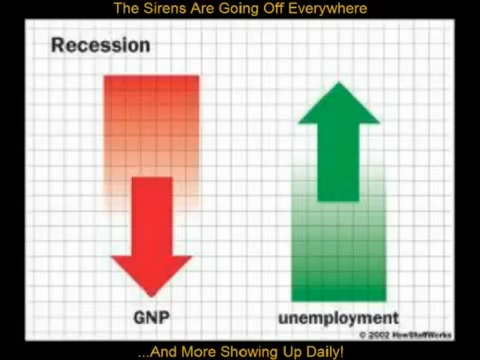 The Sirens Are Going Off Everywhere
Recession
GNP
unemployment
© 2002 HowStuffWorks
...And More Showing Up Daily!